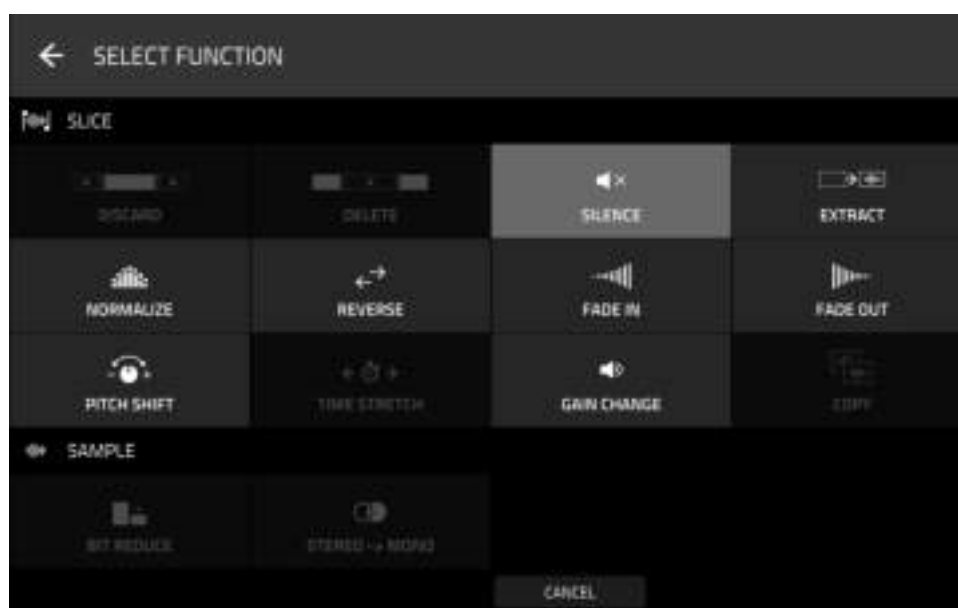 SELECT FUNCTION
SLICE
DISCARD
DELETE
SILENCE
EXTRACT
NORMALIZE
REVERSE
FADE IN
FADE OUT
PITCH SHIFT
TIME STRETCH
GAIN CHANGE
COPY
SAMPLE
BIT REDUCE
STEREO -> MONO
CANCEL